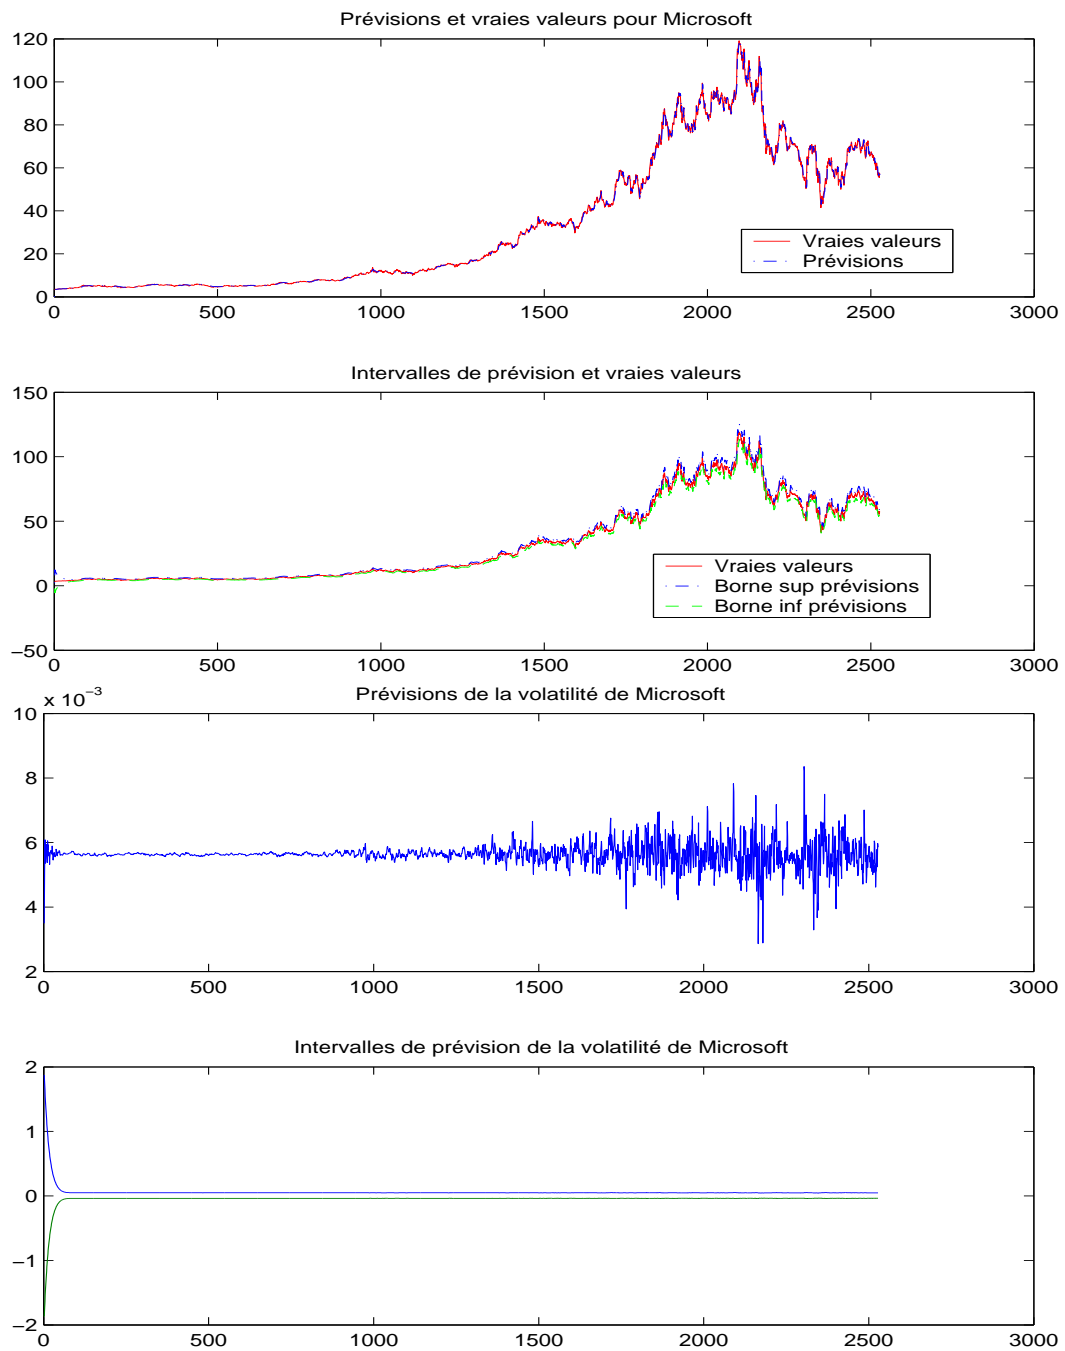 Prévisions et vraies valeurs pour Microsoft
120
100
80
60
40
20
0
Vraies valeurs
Prévisions
0 500 1000 1500 2000 2500 3000
Intervalles de prévision et vraies valeurs
150
100
50
0
−50
Vraies valeurs
Borne sup prévisions
Borne inf prévisions
0 500 1000 1500 2000 2500 3000
x 10⁻³
Prévisions de la volatilité de Microsoft
10
8
6
4
2
0 500 1000 1500 2000 2500 3000
Intervalles de prévision de la volatilité de Microsoft
2
1
0
−1
−2
0 500 1000 1500 2000 2500 3000